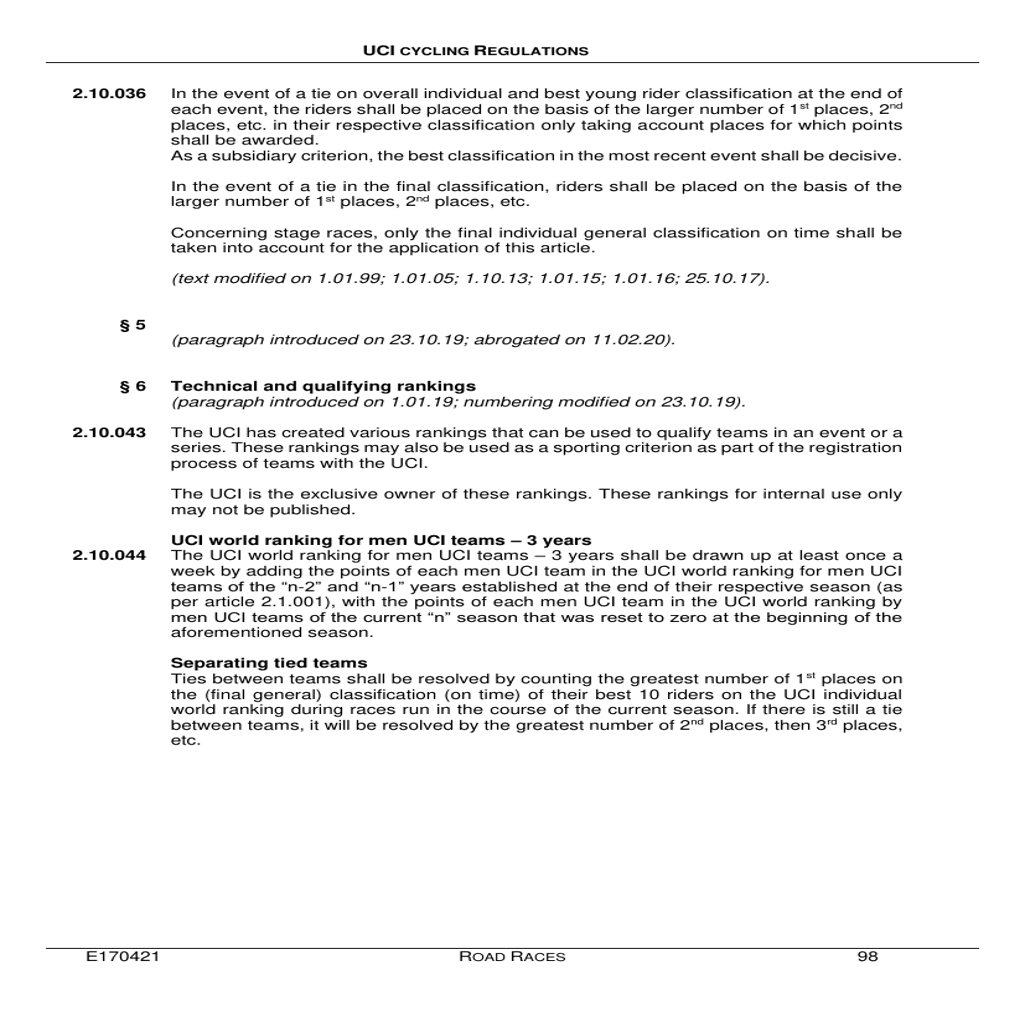 UCI CYCLING REGULATIONS
2.10.036 In the event of a tie on overall individual and best young rider classification at the end of
each event, the riders shall be placed on the basis of the larger number of 1st places, 2nd
places, etc. in their respective classification only taking account places for which points
shall be awarded.
As a subsidiary criterion, the best classification in the most recent event shall be decisive.
In the event of a tie in the final classification, riders shall be placed on the basis of the
larger number of 1st places, 2nd places, etc.
Concerning stage races, only the final individual general classification on time shall be
taken into account for the application of this article.
(text modified on 1.01.99; 1.01.05; 1.10.13; 1.01.15; 1.01.16; 25.10.17).
§ 5
(paragraph introduced on 23.10.19; abrogated on 11.02.20).
§ 6 Technical and qualifying rankings
(paragraph introduced on 1.01.19; numbering modified on 23.10.19).
2.10.043 The UCI has created various rankings that can be used to qualify teams in an event or a
series. These rankings may also be used as a sporting criterion as part of the registration
process of teams with the UCI.
The UCI is the exclusive owner of these rankings. These rankings for internal use only
may not be published.
UCI world ranking for men UCI teams – 3 years
2.10.044 The UCI world ranking for men UCI teams – 3 years shall be drawn up at least once a
week by adding the points of each men UCI team in the UCI world ranking for men UCI
teams of the “n-2” and “n-1” years established at the end of their respective season (as
per article 2.1.001), with the points of each men UCI team in the UCI world ranking by
men UCI teams of the current “n” season that was reset to zero at the beginning of the
aforementioned season.
Separating tied teams
Ties between teams shall be resolved by counting the greatest number of 1st places on
the (final general) classification (on time) of their best 10 riders on the UCI individual
world ranking during races run in the course of the current season. If there is still a tie
between teams, it will be resolved by the greatest number of 2nd places, then 3rd places,
etc.
E170421 ROAD RACES 98